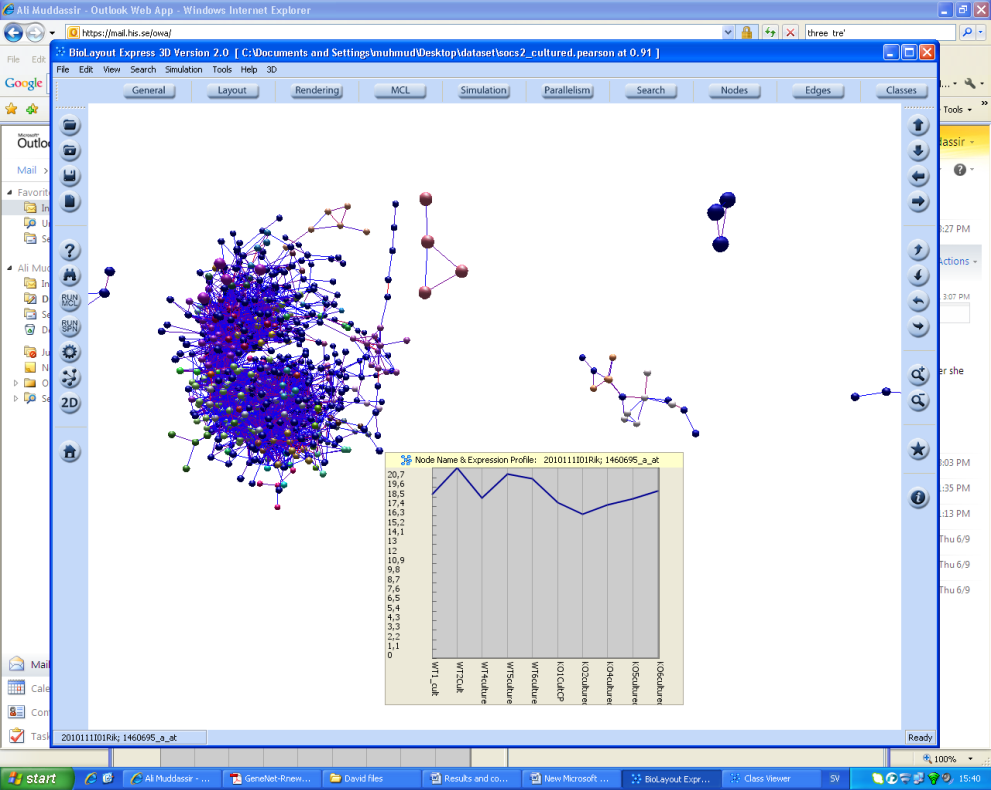 Ali Muddassir - Outlook Web App - Windows Internet Explorer
https://mail.his.se/owa/
three tre'
BioLayout Express 3D Version 2.0 [ C:\Documents and Settings\muhmud\Desktop\dataset\socs2_cultured.pearson at 0.91 ]
File Edit
File Edit View Search Simulation Tools Help 3D
Google
General Layout Rendering MCL Simulation Parallelism Search Nodes Edges Classes
Tools
Microsoft
Outlo
lassir
Mail
Favorit
In
Un
Se
3:27 PM
Actions
Ali Muc
In
D
Se
De
3:07 PM
RUN
MCL
RUN
SPN
Ju
N
O
Se
er she
2D
Node Name & Expression Profile: 2010111I01Rik; 1460695_a_at
20,7
19,6
18,5
17,4
16,3
15,2
14,1
13
12
10,9
9,8
8,7
7,6
6,5
5,4
4,3
3,3
2,2
1,1
0
WT1_cult
WT2Cult
WT4culture
WT5culture
WT6culture
KO1CultCP
KO2culture
KO4culture
KO5culture
KO6culture
3:03 PM
:35 PM
:13 PM
Thu 6/9
Thu 6/9
Thu 6/9
Mail
Cale
Con
Task
2010111I01Rik; 1460695_a_at
Ready
100%
start
Ali Muddassir - ...
GeneNet-Rnew...
David files
Results and co...
New Microsoft ...
BioLayout Expr...
Class Viewer
SV
15:40